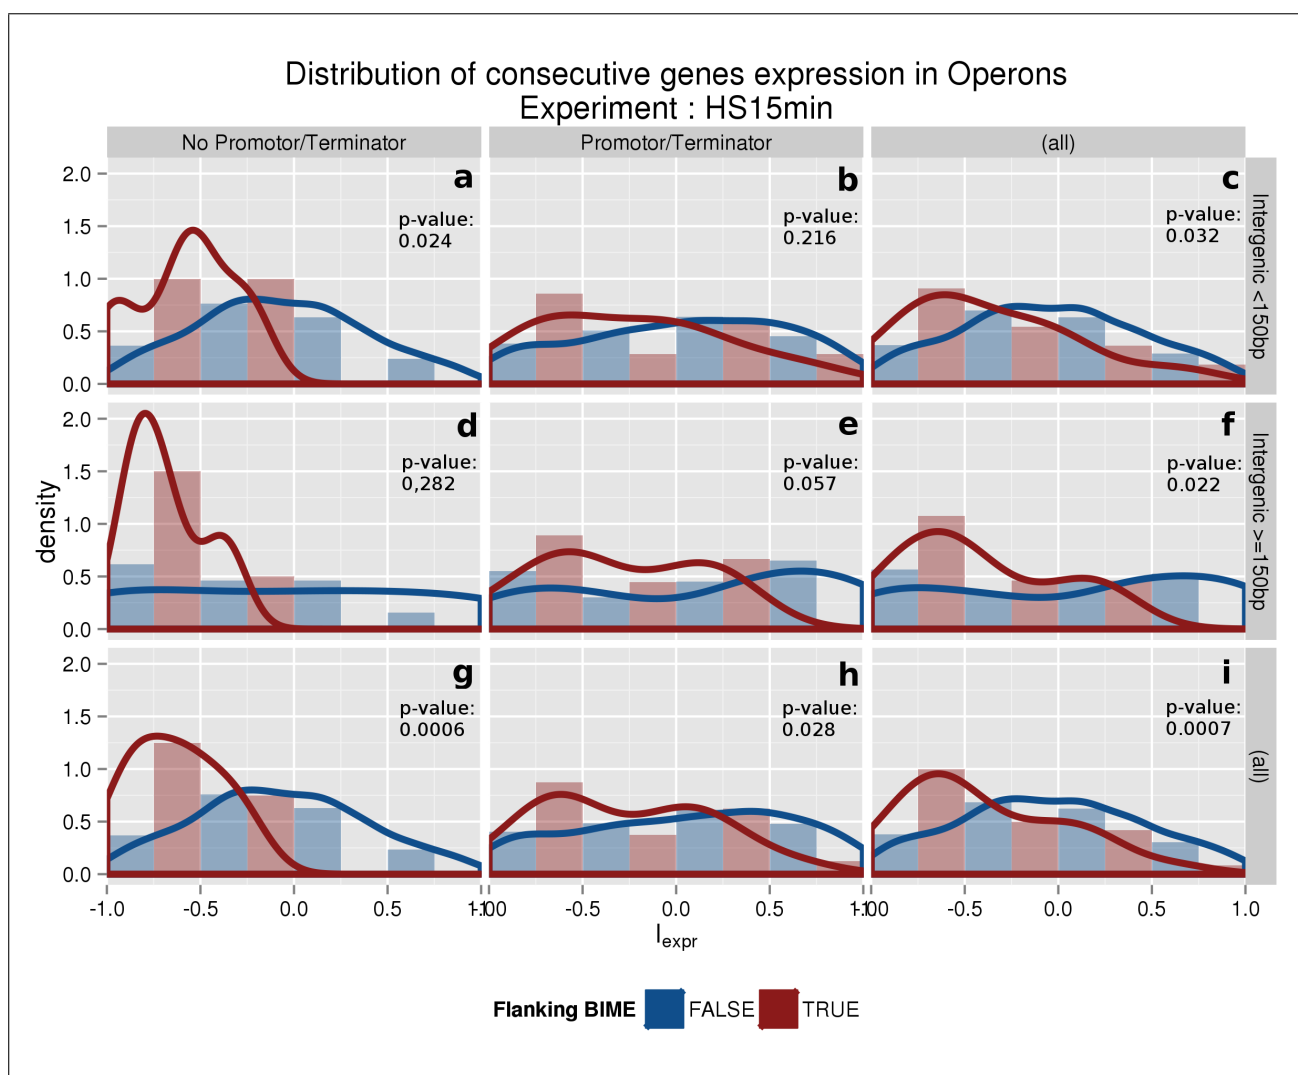 Distribution of consecutive genes expression in Operons
Experiment : HS15min
No Promotor/Terminator
Promotor/Terminator
(all)
a
p-value:
0.024
b
p-value:
0.216
c
p-value:
0.032
Intergenic <150bp
2.0
1.5
1.0
0.5
0.0
d
p-value:
0,282
e
p-value:
0.057
f
p-value:
0.022
Intergenic >=150bp
2.0
1.5
1.0
0.5
0.0
density
g
p-value:
0.0006
h
p-value:
0.028
i
p-value:
0.0007
(all)
2.0
1.5
1.0
0.5
0.0
-1.0 -0.5 0.0 0.5 -0.5 0.0 0.5 -0.5 0.0 0.5 1.0
Iexpr
Flanking BIME FALSE TRUE